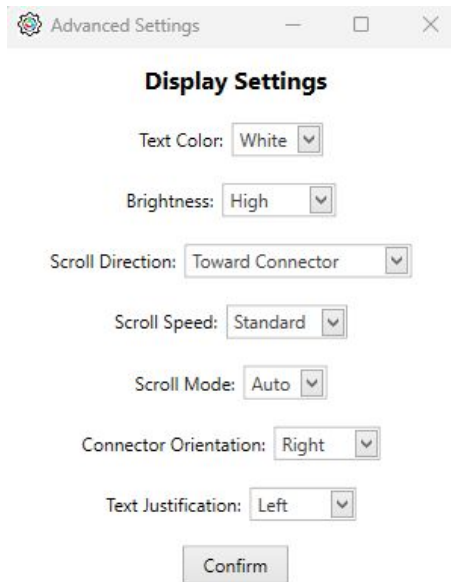 Advanced Settings
Display Settings
Text Color: White
Brightness: High
Scroll Direction: Toward Connector
Scroll Speed: Standard
Scroll Mode: Auto
Connector Orientation: Right
Text Justification: Left
Confirm